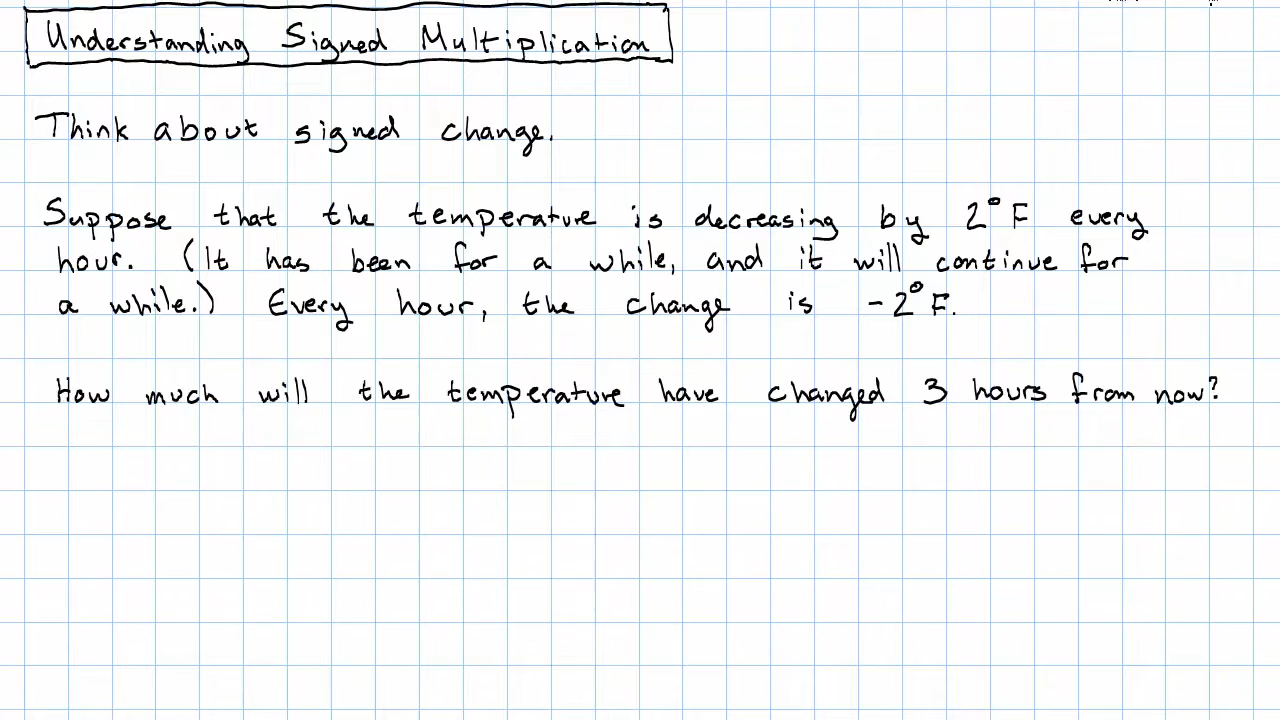 Understanding Signed Multiplication
Think about signed change.
Suppose that the temperature is decreasing by 2° F every
hour. (It has been for a while, and it will continue for
a while.) Every hour, the change is -2° F.
How much will the temperature have changed 3 hours from now?